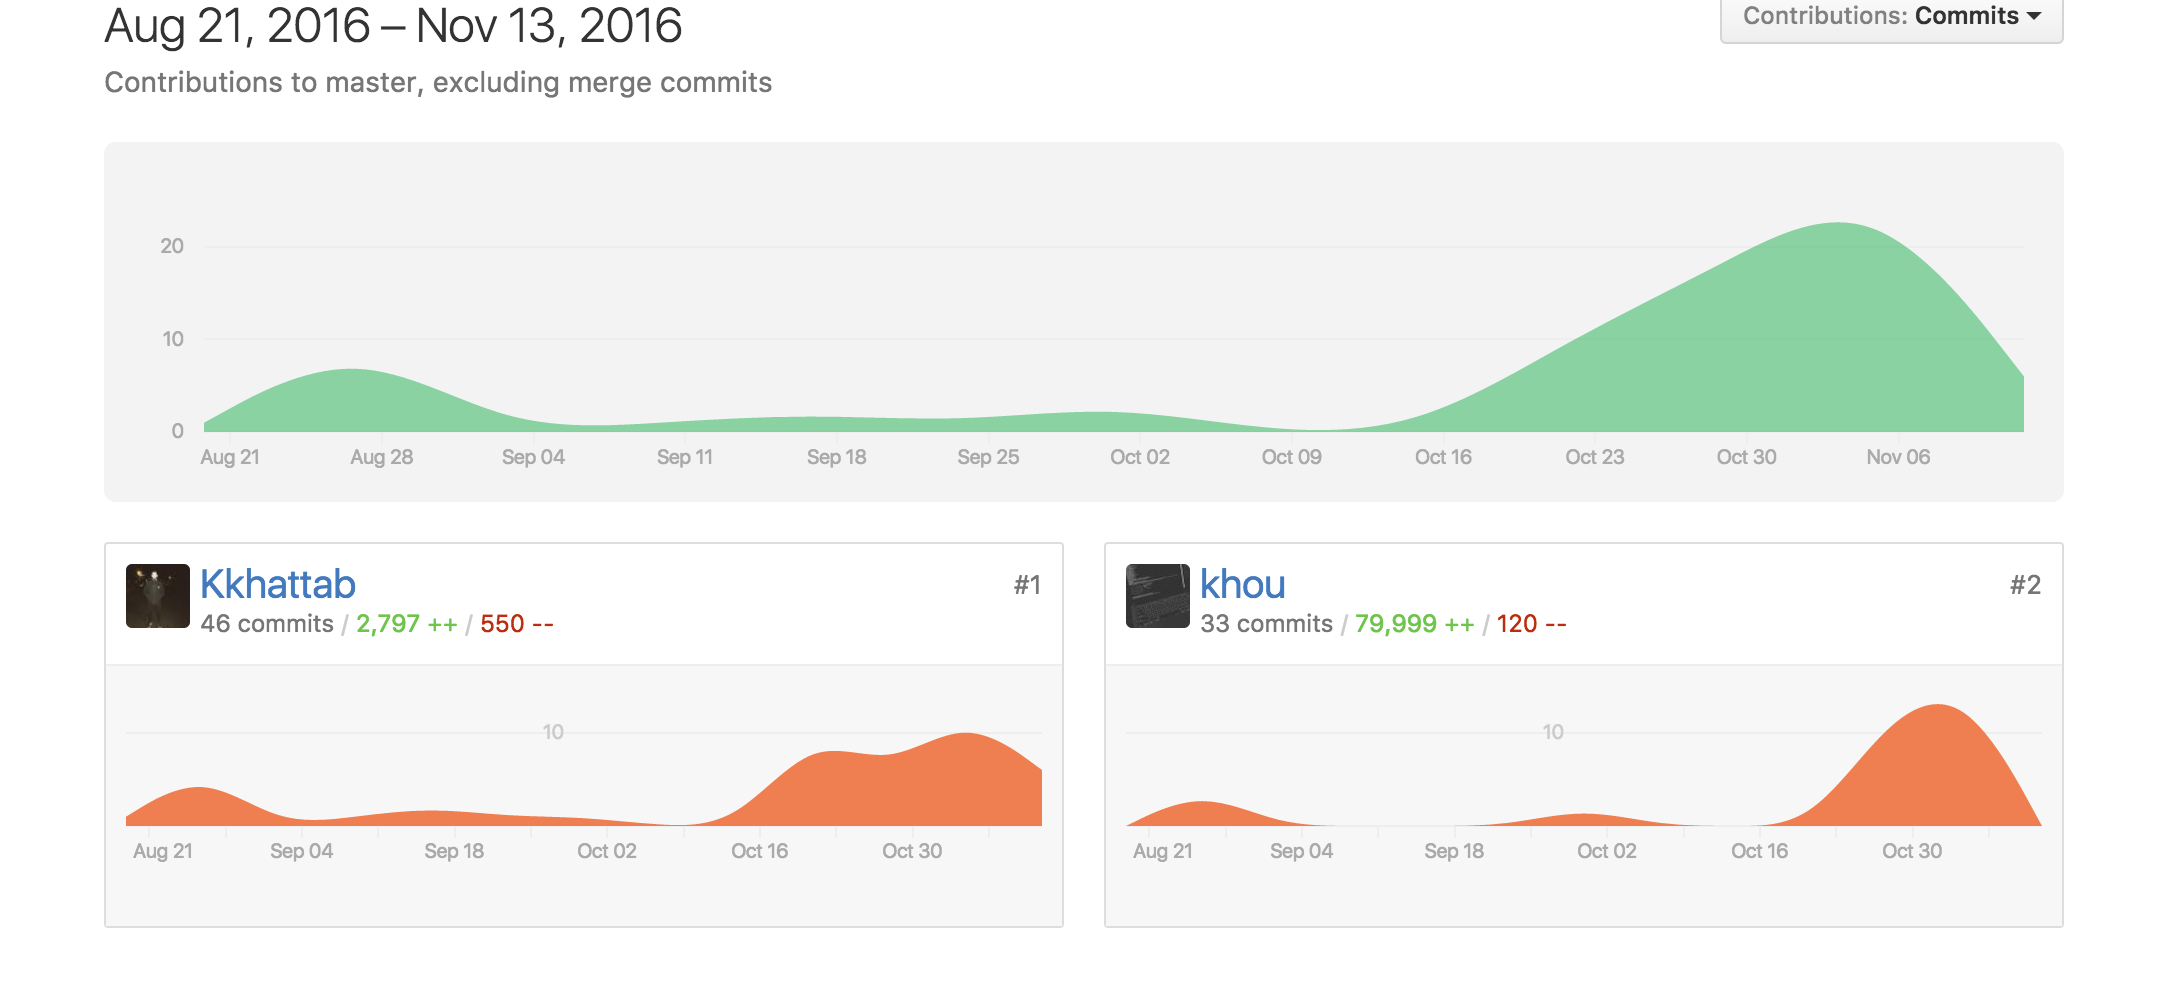 Aug 21, 2016 – Nov 13, 2016
Contributions: Commits
Contributions to master, excluding merge commits
20
10
0
Aug 21 Aug 28 Sep 04 Sep 11 Sep 18 Sep 25 Oct 02 Oct 09 Oct 16 Oct 23 Oct 30 Nov 06
Kkhattab #1
46 commits / 2,797 ++ / 550 --
10
Aug 21 Sep 04 Sep 18 Oct 02 Oct 16 Oct 30
khou #2
33 commits / 79,999 ++ / 120 --
10
Aug 21 Sep 04 Sep 18 Oct 02 Oct 16 Oct 30